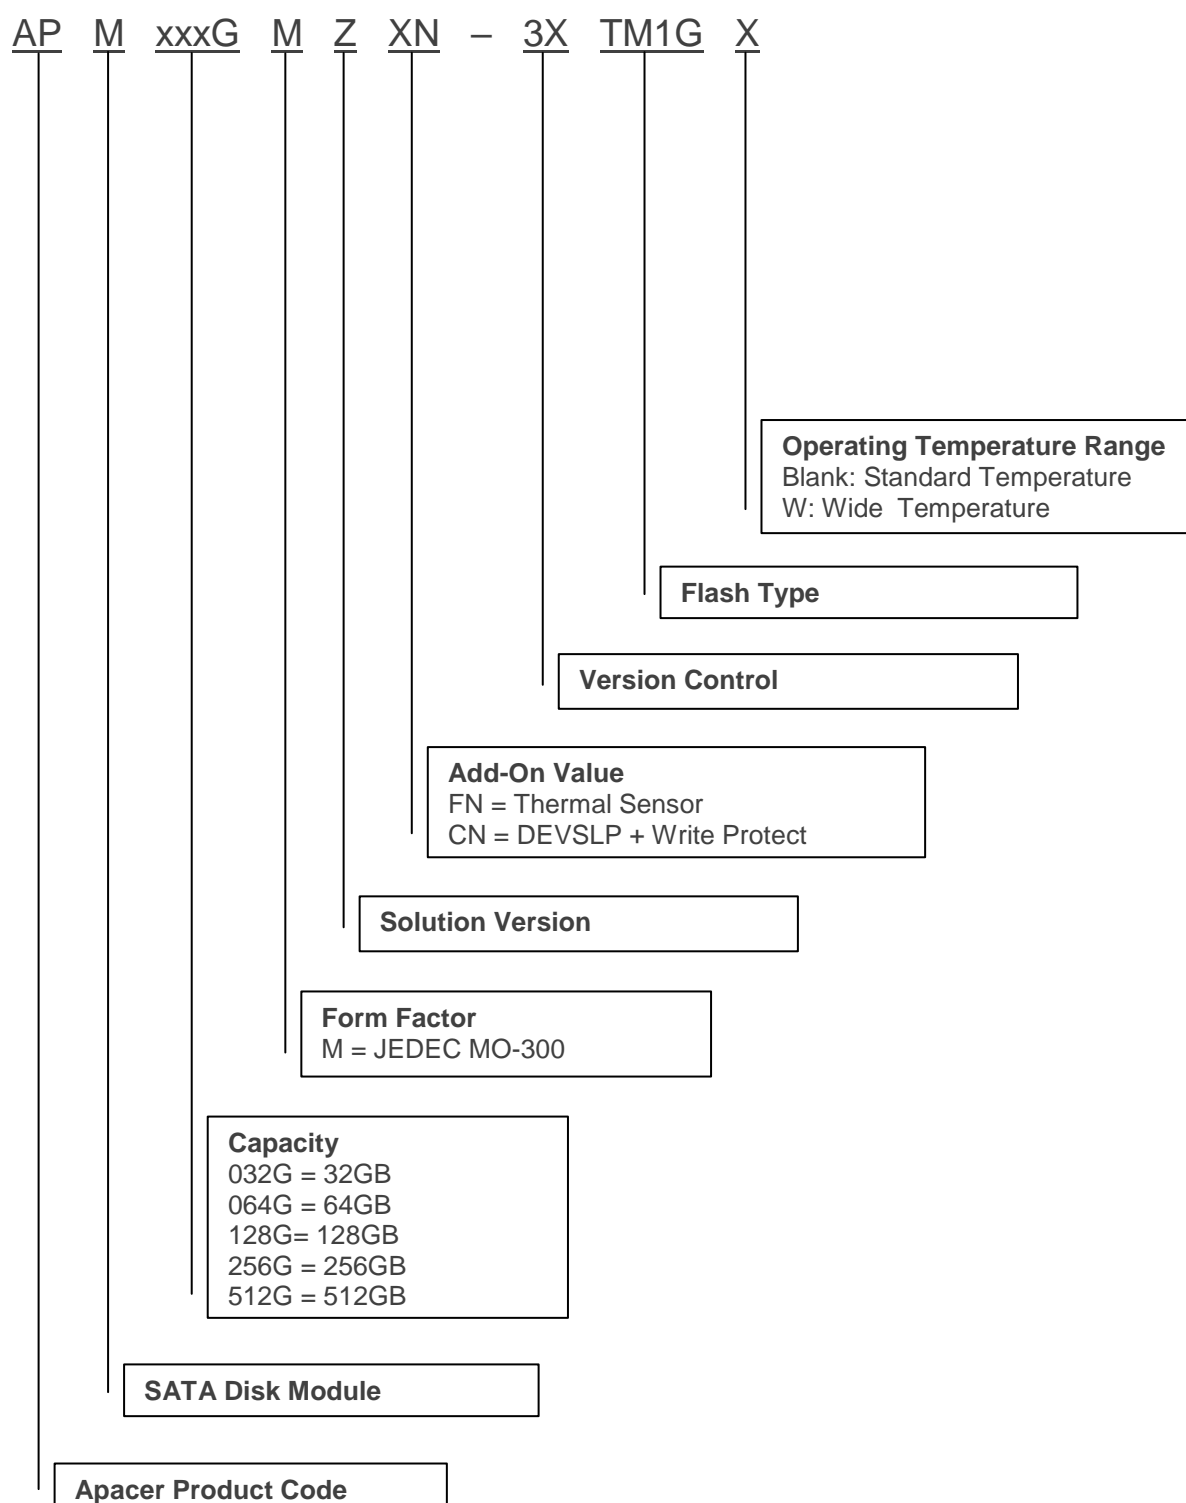 AP M xxxG M Z XN – 3X TM1G X
Operating Temperature Range
Blank: Standard Temperature
W: Wide  Temperature
Flash Type
Version Control
Add-On Value
FN = Thermal Sensor
CN = DEVSLP + Write Protect
Solution Version
Form Factor
M = JEDEC MO-300
Capacity
032G = 32GB
064G = 64GB
128G= 128GB
256G = 256GB
512G = 512GB
SATA Disk Module
Apacer Product Code